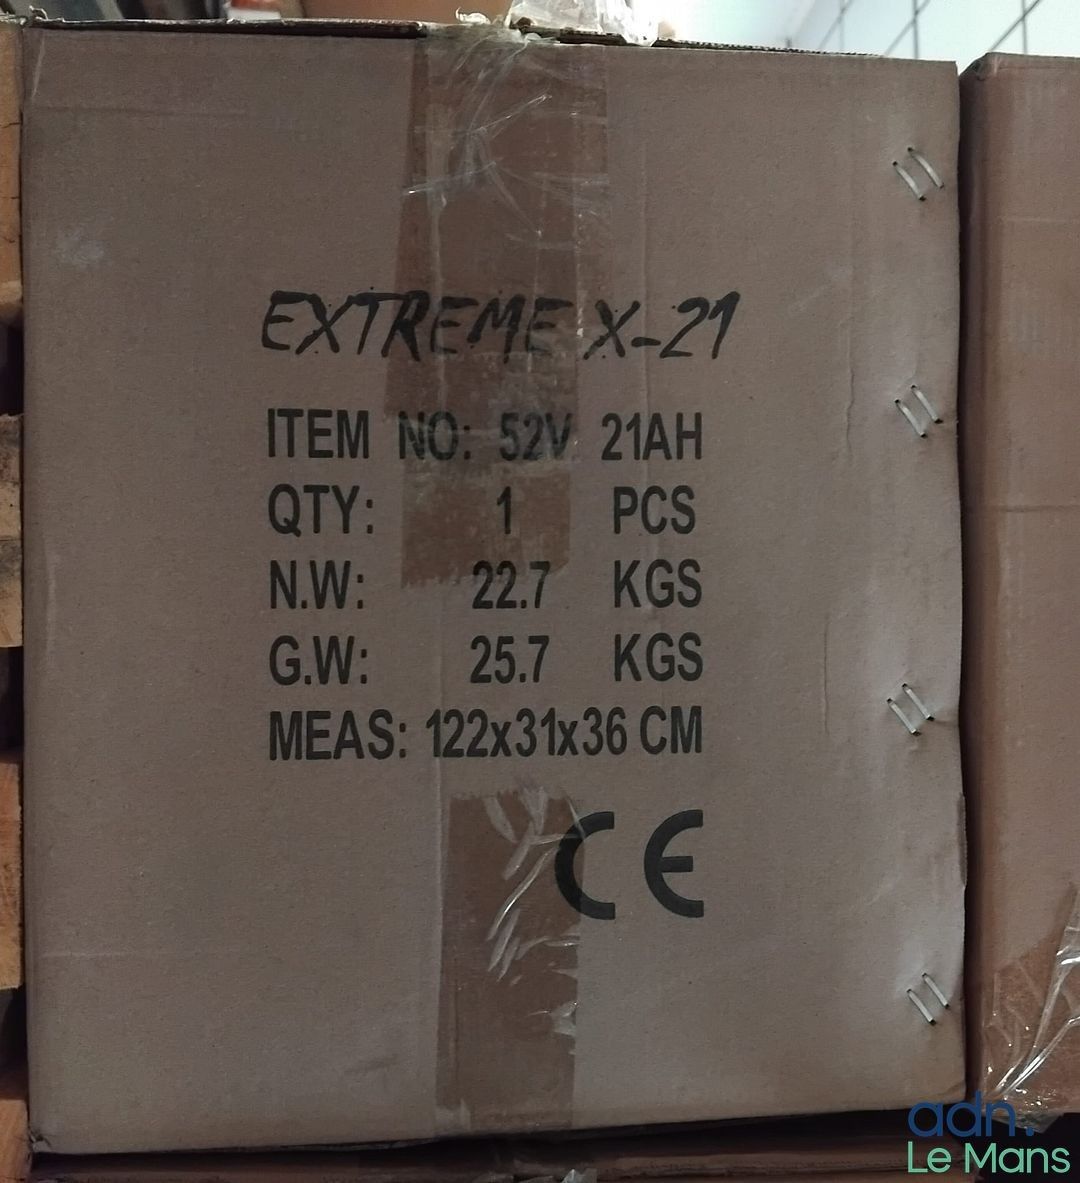 EXTREME X-21
ITEM NO: 52V 21AH
QTY: 1 PCS
N.W: 22.7 KGS
G.W: 25.7 KGS
MEAS: 122x31x36 CM
CE
adn.
Le Mans